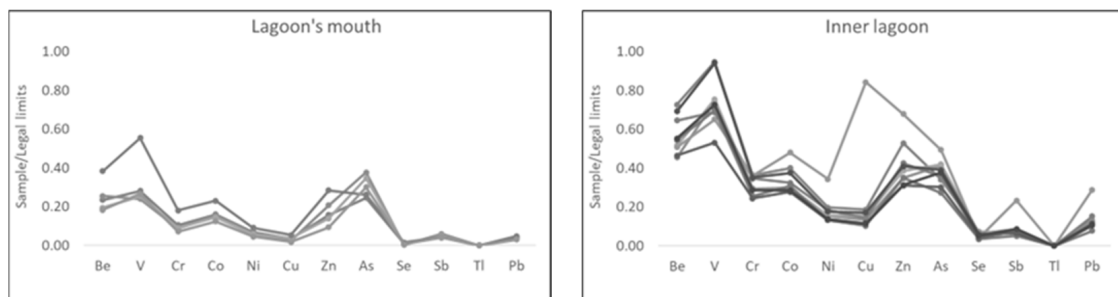 Lagoon's mouth
Sample/Legal limits
1.00
0.80
0.60
0.40
0.20
0.00
Be V Cr Co Ni Cu Zn As Se Sb Tl Pb
Inner lagoon
Sample/Legal limits
1.00
0.80
0.60
0.40
0.20
0.00
Be V Cr Co Ni Cu Zn As Se Sb Tl Pb